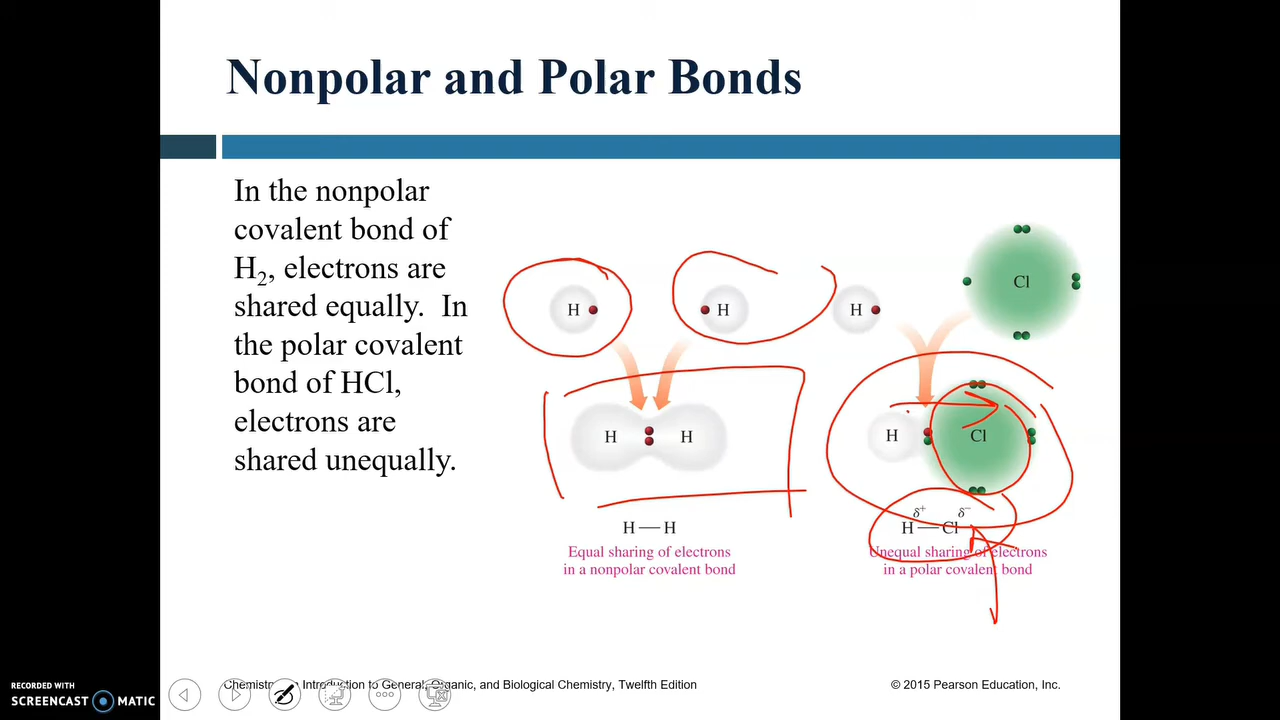 Nonpolar and Polar Bonds
In the nonpolar
covalent bond of
H₂, electrons are
shared equally. In
the polar covalent
bond of HCl,
electrons are
shared unequally.
H
H
H
Cl
H
H
H
Cl
δ⁺ δ⁻
H — H
H — Cl
Equal sharing of electrons
in a nonpolar covalent bond
Unequal sharing of electrons
in a polar covalent bond
RECORDED WITH
SCREENCAST MATIC
Chemistry: An Introduction to General, Organic, and Biological Chemistry, Twelfth Edition
© 2015 Pearson Education, Inc.